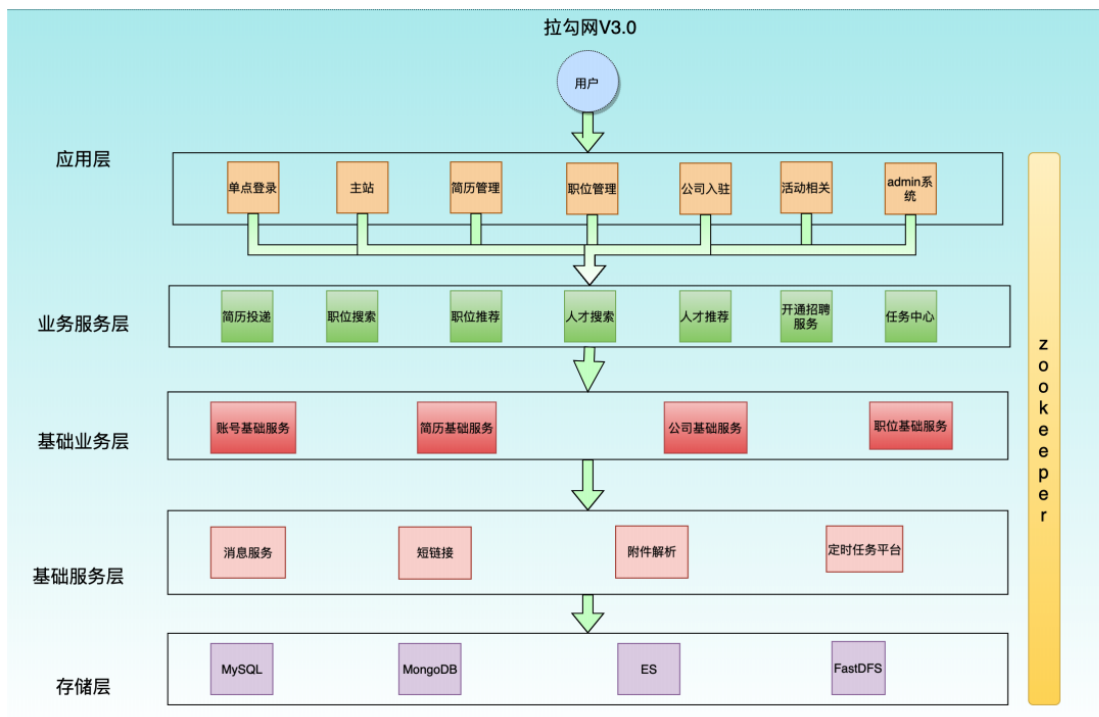 拉勾网V3.0
用户
应用层
单点登录
主站
简历管理
职位管理
公司入驻
活动相关
admin系
统
业务服务层
简历投递
职位搜索
职位推荐
人才搜索
人才推荐
开通招聘
服务
任务中心
基础业务层
账号基础服务
简历基础服务
公司基础服务
职位基础服务
基础服务层
消息服务
短链接
附件解析
定时任务平台
存储层
MySQL
MongoDB
ES
FastDFS
zookeeper